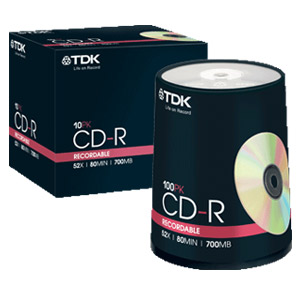 TDK
Life on Record
10PK
CD-R
RECORDABLE
52X | 80MIN | 700MB
TDK
Life on Record
100PK
CD-R
RECORDABLE
52X | 80MIN | 700MB